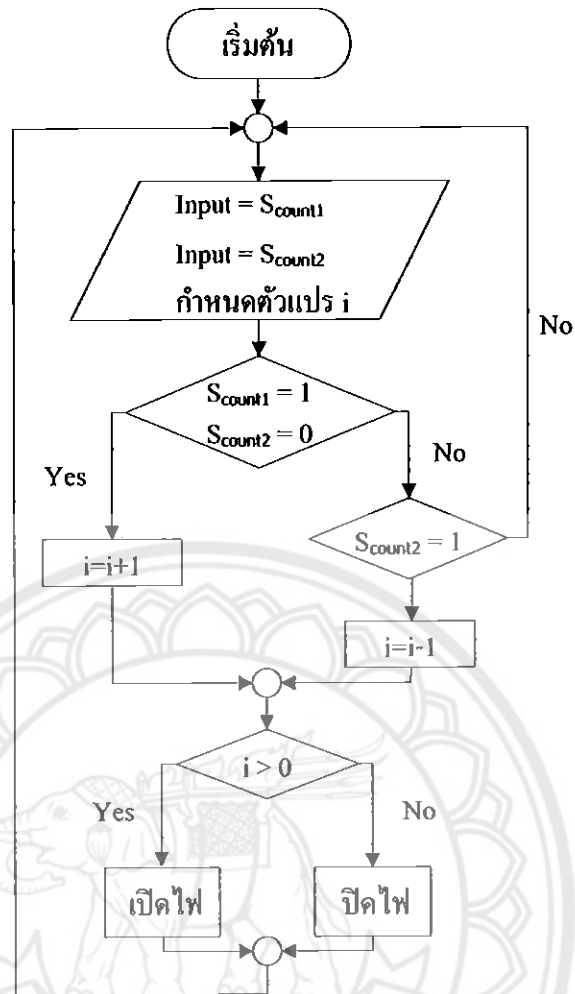 เริ่มต้น
Input = Scount1
Input = Scount2
กำหนดตัวแปร i
No
Scount1 = 1
Scount2 = 0
Yes
No
Scount2 = 1
i=i+1
i=i-1
i > 0
Yes
No
เปิดไฟ
ปิดไฟ